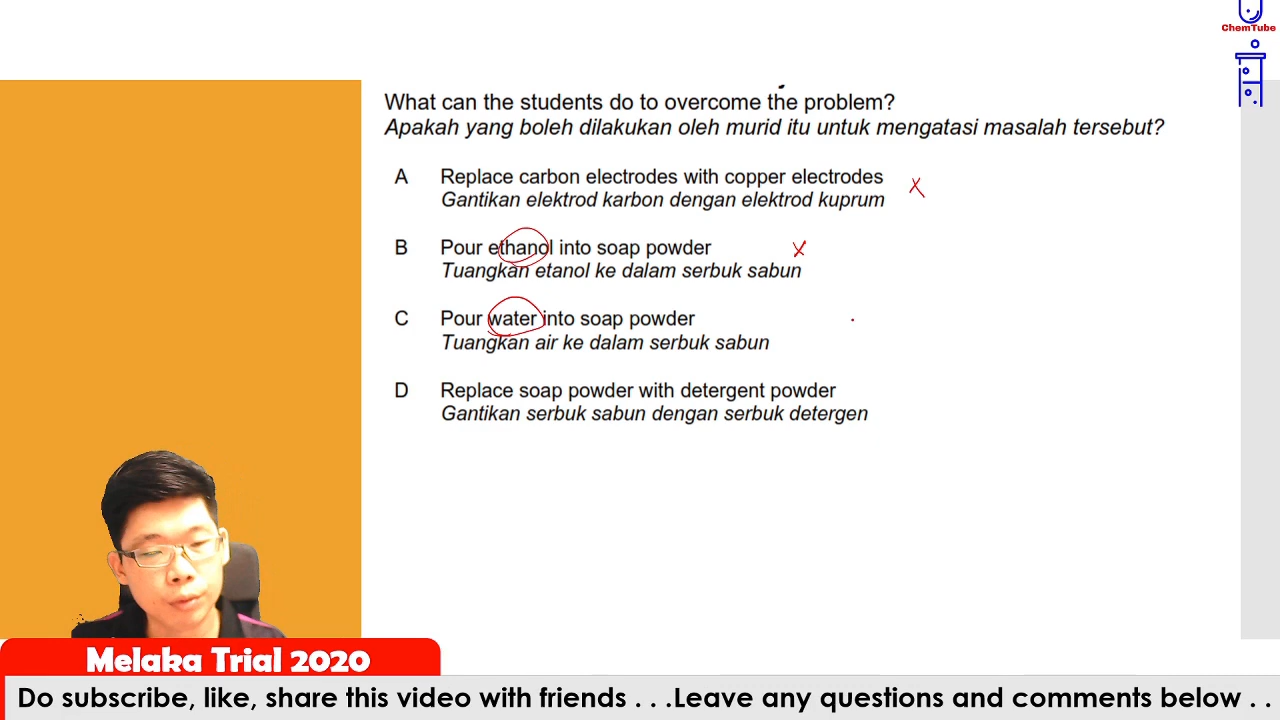 ChemTube
What can the students do to overcome the problem?
Apakah yang boleh dilakukan oleh murid itu untuk mengatasi masalah tersebut?
A Replace carbon electrodes with copper electrodes
Gantikan elektrod karbon dengan elektrod kuprum
B Pour ethanol into soap powder
Tuangkan etanol ke dalam serbuk sabun
C Pour water into soap powder
Tuangkan air ke dalam serbuk sabun
D Replace soap powder with detergent powder
Gantikan serbuk sabun dengan serbuk detergen
Melaka Trial 2020
Do subscribe, like, share this video with friends . . .Leave any questions and comments below . .